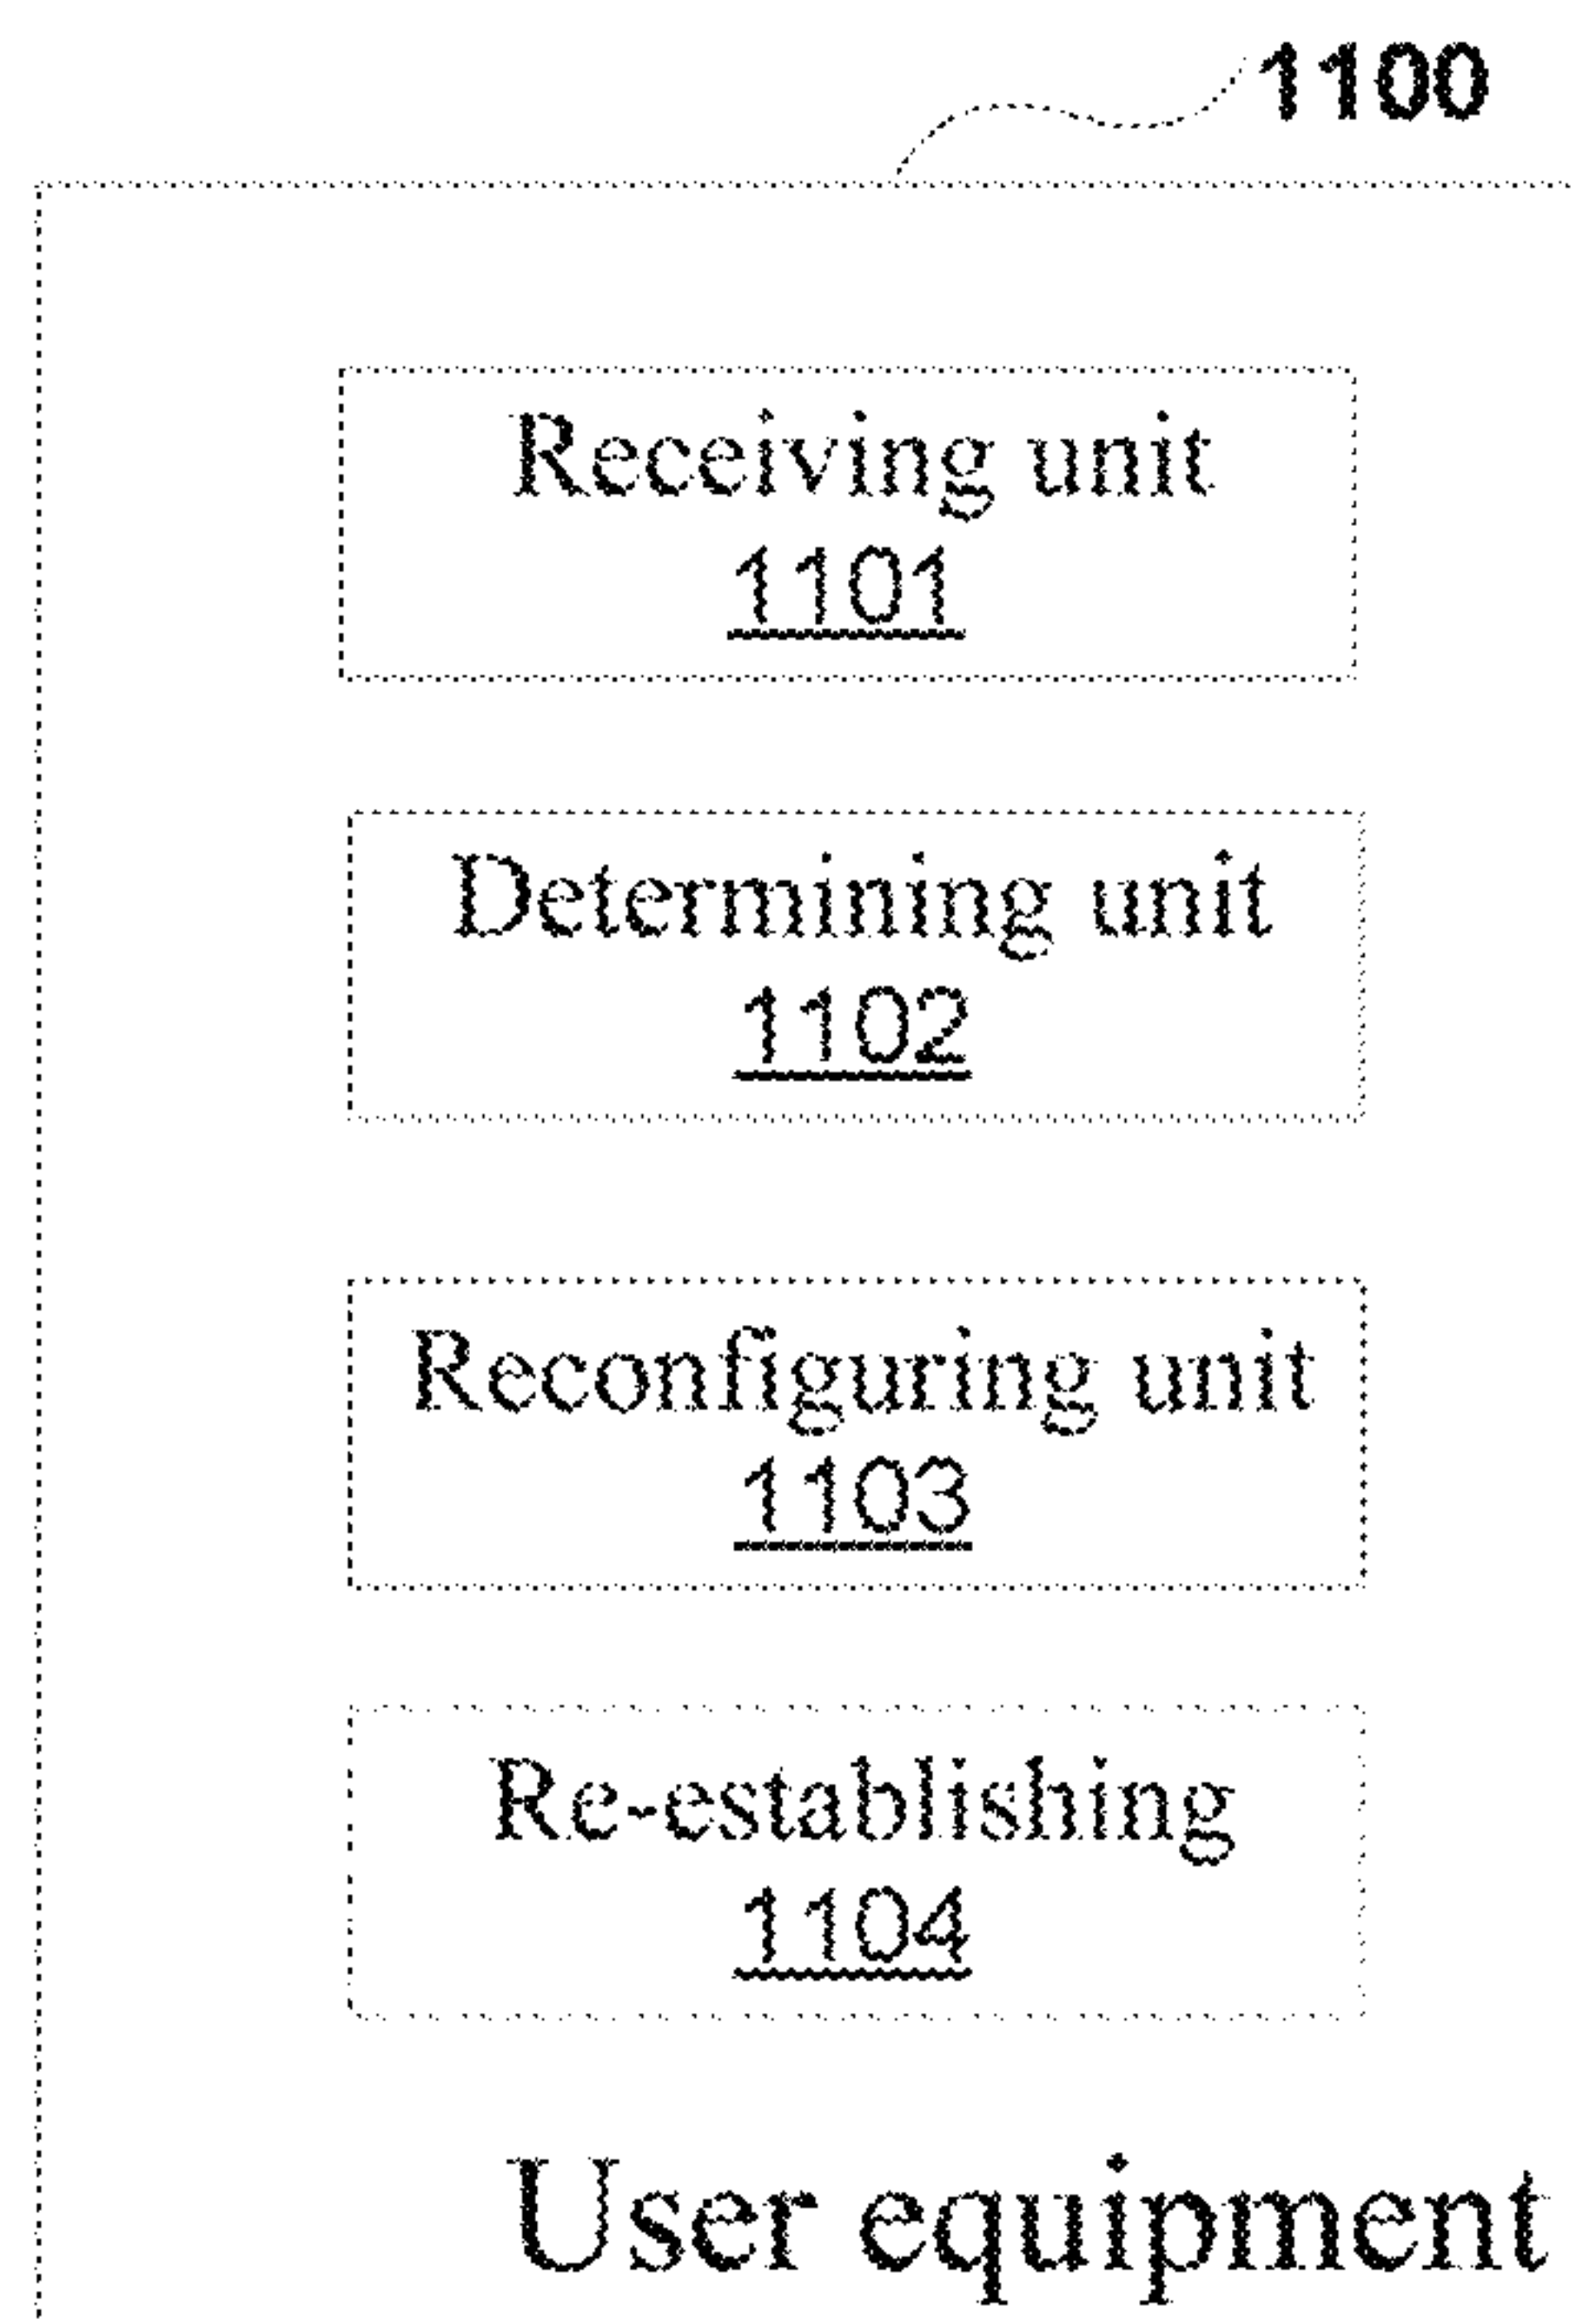 1100
Receiving unit
1101
Determining unit
1102
Reconfiguring unit
1103
Re-establishing
1104
User equipment